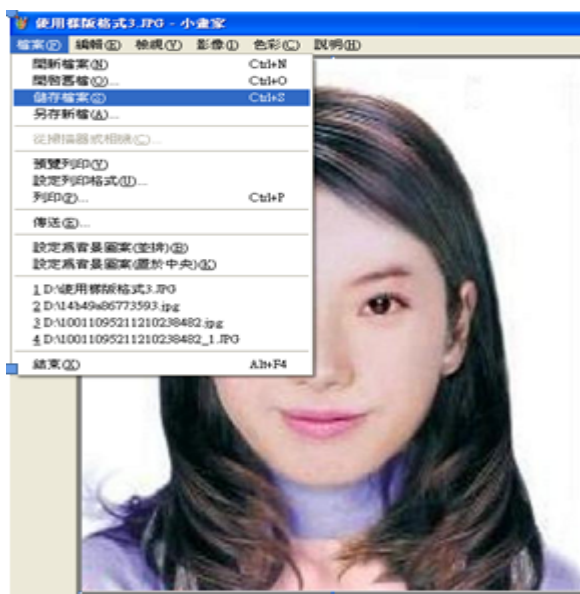 使用樣版格式3.JPG - 小畫家
檔案(F) 編輯(E) 檢視(V) 影像(I) 色彩(C) 說明(H)
開新檔案(N) Ctrl+N
開啓舊檔(O)... Ctrl+O
儲存檔案(S) Ctrl+S
另存新檔(A)...
從掃描器或相機(C)...
預覽列印(V)
設定列印格式(U)...
列印(P)... Ctrl+P
傳送(E)...
設定為背景圖案(並排)(B)
設定為背景圖案(置於中央)(K)
1 D:\使用樣版格式3.JPG
2 D:\14b49a86773593.jpg
3 D:\10011095211210238482.jpg
4 D:\10011095211210238482_1.JPG
結束(X) Alt+F4